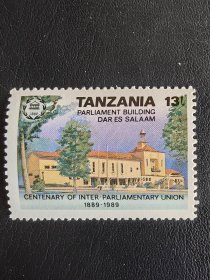 TANZANIA 13/-
PARLIAMENT BUILDING
DAR ES SALAAM
CENTENARY OF INTER-PARLIAMENTARY UNION
1889-1989